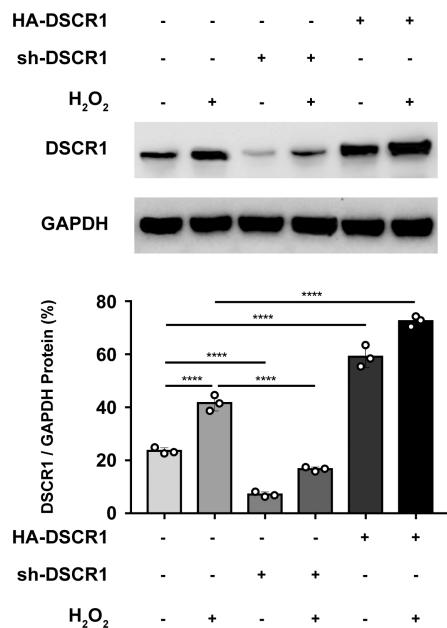 HA-DSCR1 - - - - + +
sh-DSCR1 - - + + - -
H₂O₂ - + - + - +
DSCR1
GAPDH
DSCR1 / GAPDH Protein (%)
80
60
40
20
0
****
****
****
****
****
HA-DSCR1 - - - - + +
sh-DSCR1 - - + + - -
H₂O₂ - + - + - +